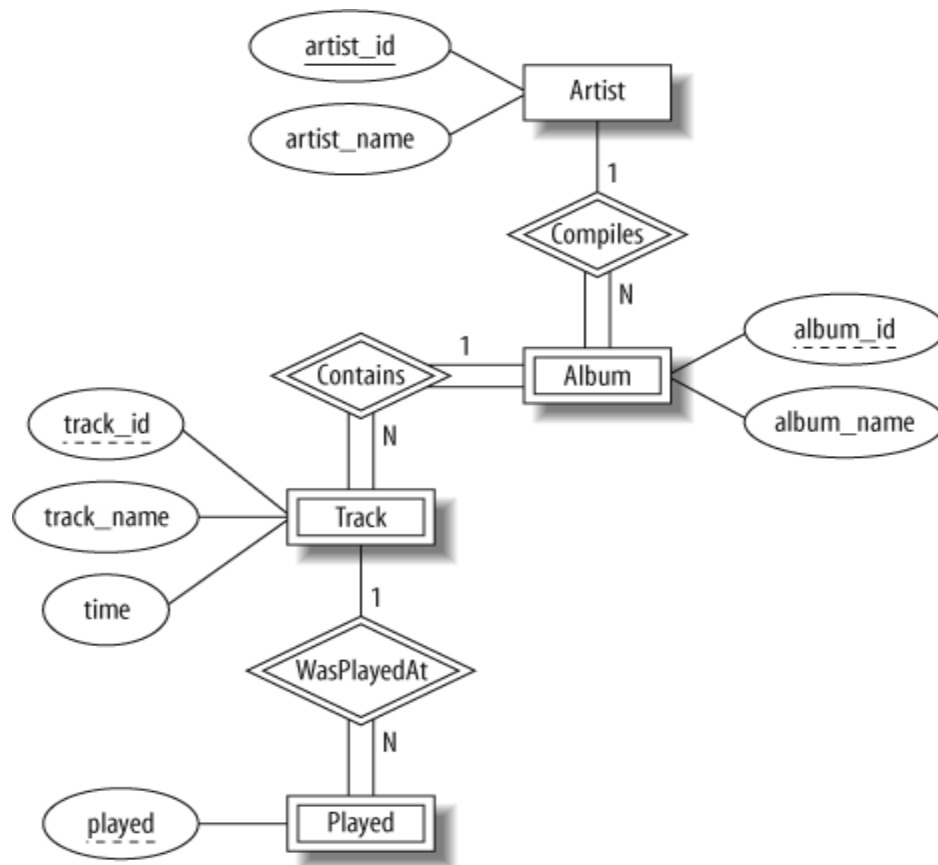 artist_id
Artist
artist_name
1
Compiles
N
album_id
1
Contains
Album
album_name
track_id
N
track_name
Track
time
1
WasPlayedAt
N
played
Played